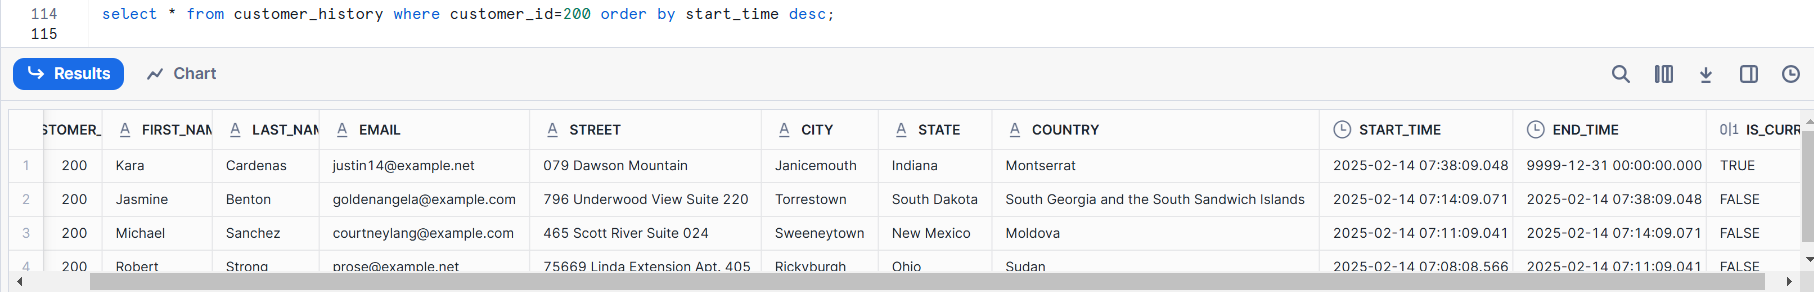 114 select * from customer_history where customer_id=200 order by start_time desc;
115
Results Chart
STOMER_ A FIRST_NAM A LAST_NAM A EMAIL A STREET A CITY A STATE A COUNTRY START_TIME END_TIME 0|1 IS_CURR
1 200 Kara Cardenas justin14@example.net 079 Dawson Mountain Janicemouth Indiana Montserrat 2025-02-14 07:38:09.048 9999-12-31 00:00:00.000 TRUE
2 200 Jasmine Benton goldenangela@example.com 796 Underwood View Suite 220 Torrestown South Dakota South Georgia and the South Sandwich Islands 2025-02-14 07:14:09.071 2025-02-14 07:38:09.048 FALSE
3 200 Michael Sanchez courtneylang@example.com 465 Scott River Suite 024 Sweeneytown New Mexico Moldova 2025-02-14 07:11:09.041 2025-02-14 07:14:09.071 FALSE
4 200 Robert Strong prose@example.net 75669 Linda Extension Apt. 405 Rickyburgh Ohio Sudan 2025-02-14 07:08:08.566 2025-02-14 07:11:09.041 FALSE